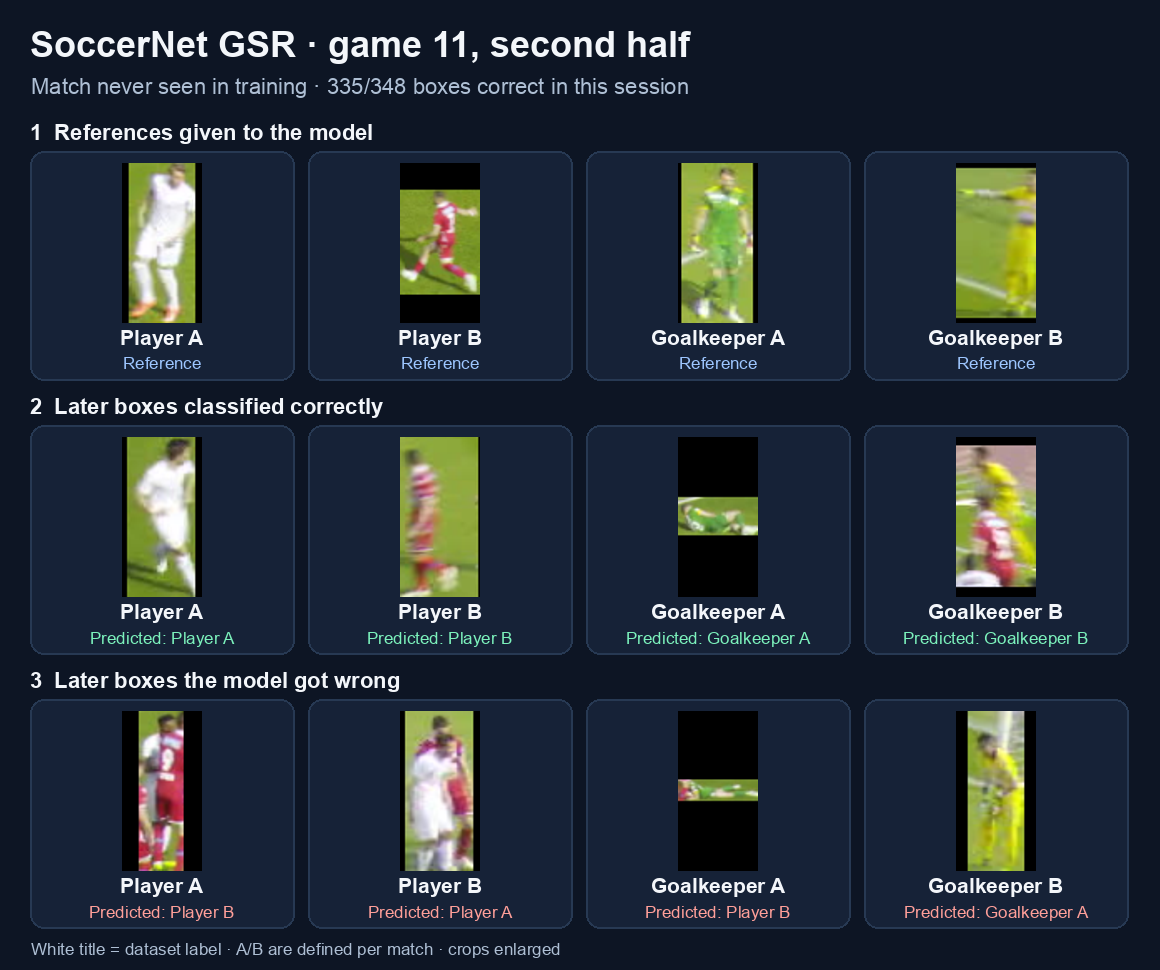 SoccerNet GSR · game 11, second half
Match never seen in training · 335/348 boxes correct in this session
1 References given to the model
Player A
Reference
Player B
Reference
Goalkeeper A
Reference
Goalkeeper B
Reference
2 Later boxes classified correctly
Player A
Predicted: Player A
Player B
Predicted: Player B
Goalkeeper A
Predicted: Goalkeeper A
Goalkeeper B
Predicted: Goalkeeper B
3 Later boxes the model got wrong
Player A
Predicted: Player B
Player B
Predicted: Player A
Goalkeeper A
Predicted: Player B
Goalkeeper B
Predicted: Goalkeeper A
White title = dataset label · A/B are defined per match · crops enlarged